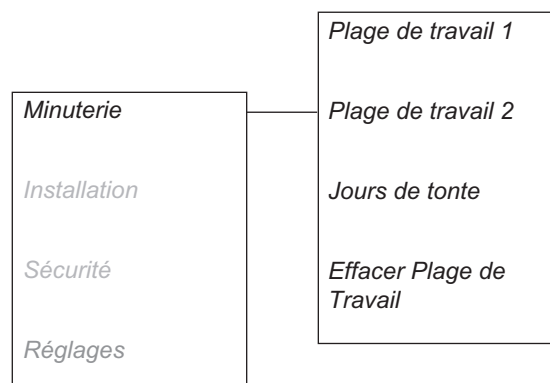 Plage de travail 1
Minuterie
Plage de travail 2
Installation
Jours de tonte
Sécurité
Effacer Plage de
Travail
Réglages